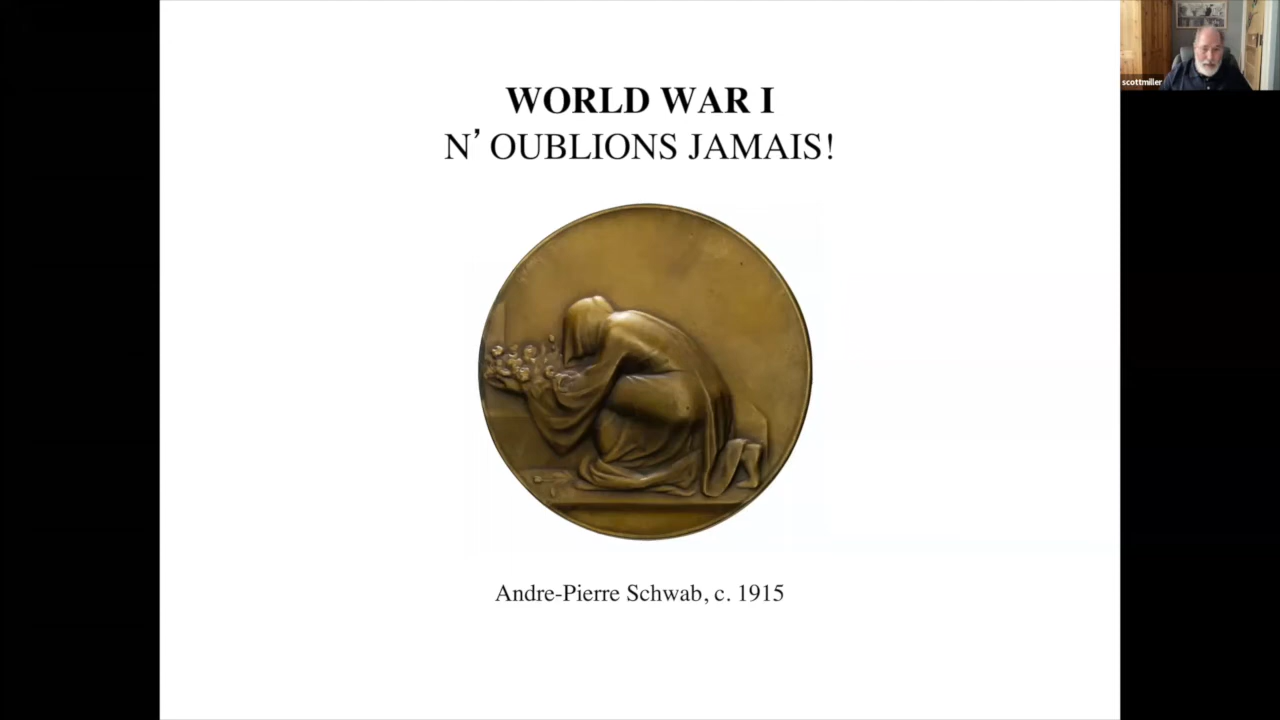 WORLD WAR I
N’ OUBLIONS JAMAIS!
Andre-Pierre Schwab, c. 1915
scottmiller